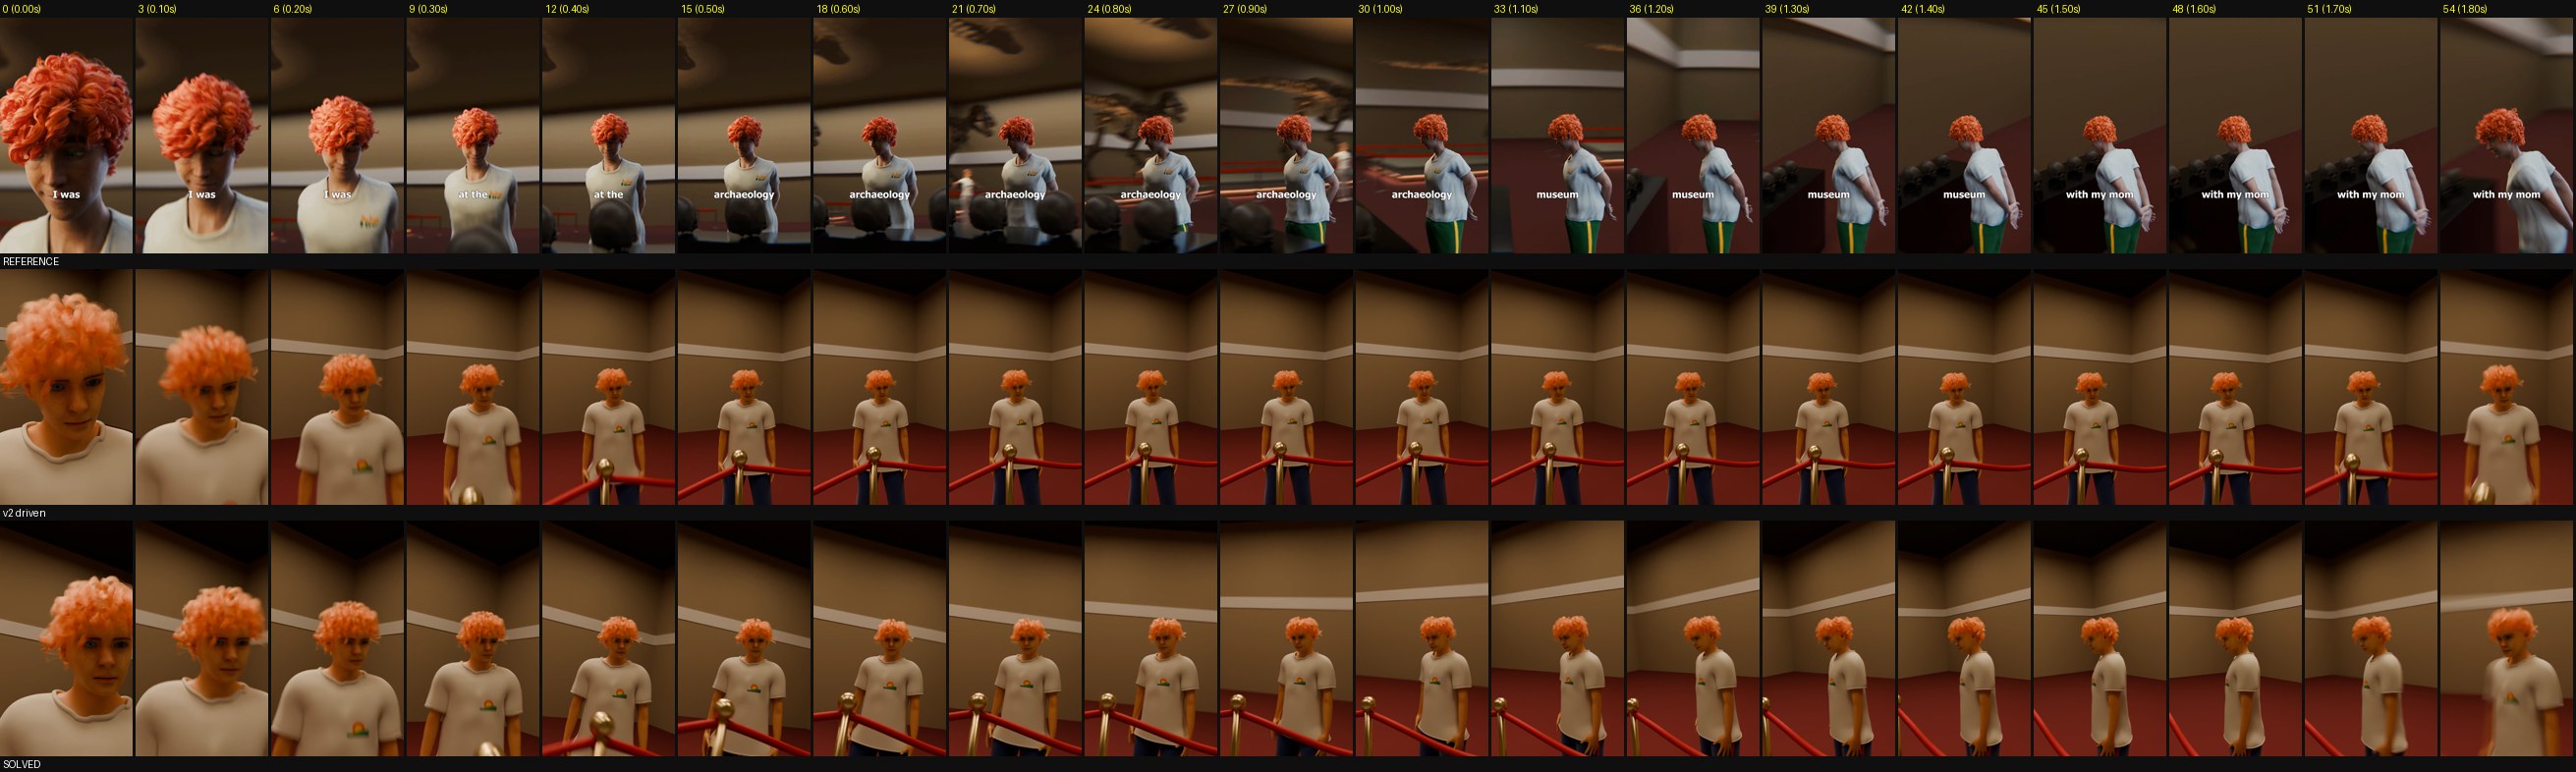 0 (0.00s) 3 (0.10s) 6 (0.20s) 9 (0.30s) 12 (0.40s) 15 (0.50s) 18 (0.60s) 21 (0.70s) 24 (0.80s) 27 (0.90s) 30 (1.00s) 33 (1.10s) 36 (1.20s) 39 (1.30s) 42 (1.40s) 45 (1.50s) 48 (1.60s) 51 (1.70s) 54 (1.80s)
I was I was I was at the at the archaeology archaeology archaeology archaeology archaeology archaeology museum museum museum museum with my mom with my mom with my mom with my mom
REFERENCE
v2 driven
SOLVED